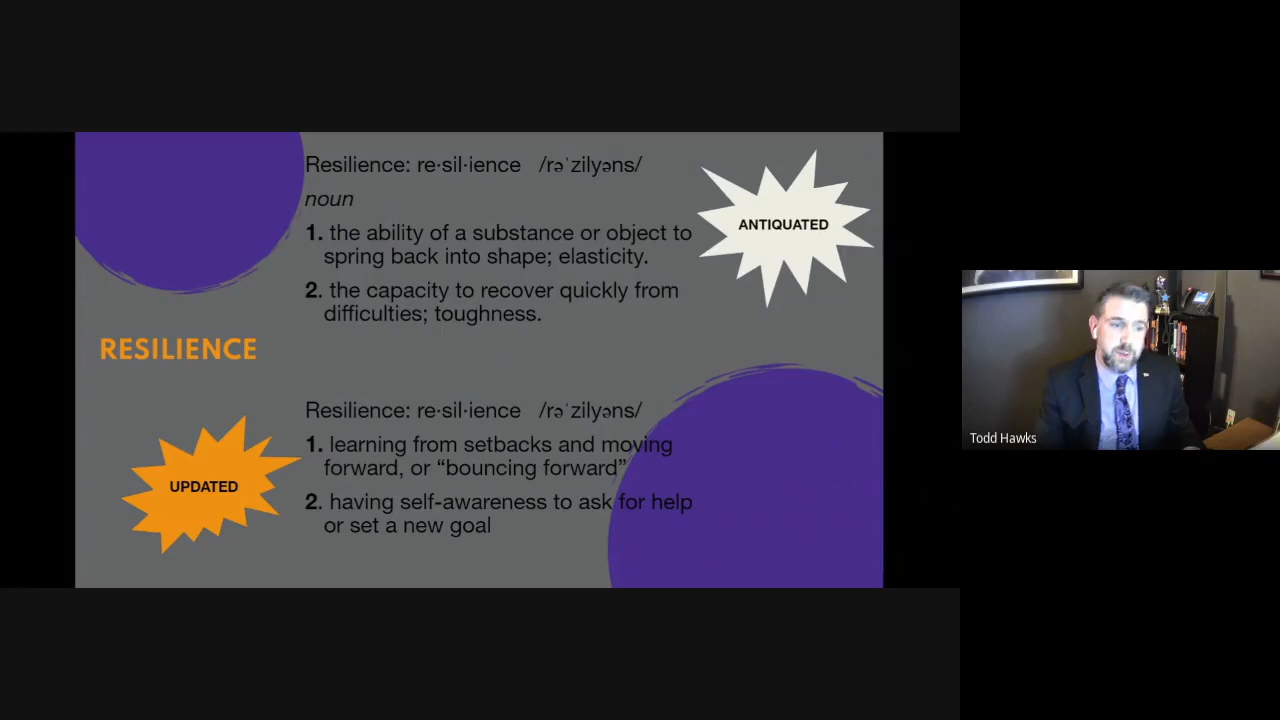 Resilience: re·sil·ience /rəˈzilyəns/
noun
1. the ability of a substance or object to
spring back into shape; elasticity.
2. the capacity to recover quickly from
difficulties; toughness.
ANTIQUATED
RESILIENCE
Resilience: re·sil·ience /rəˈzilyəns/
1. learning from setbacks and moving
forward, or “bouncing forward”
2. having self-awareness to ask for help
or set a new goal
UPDATED
Todd Hawks